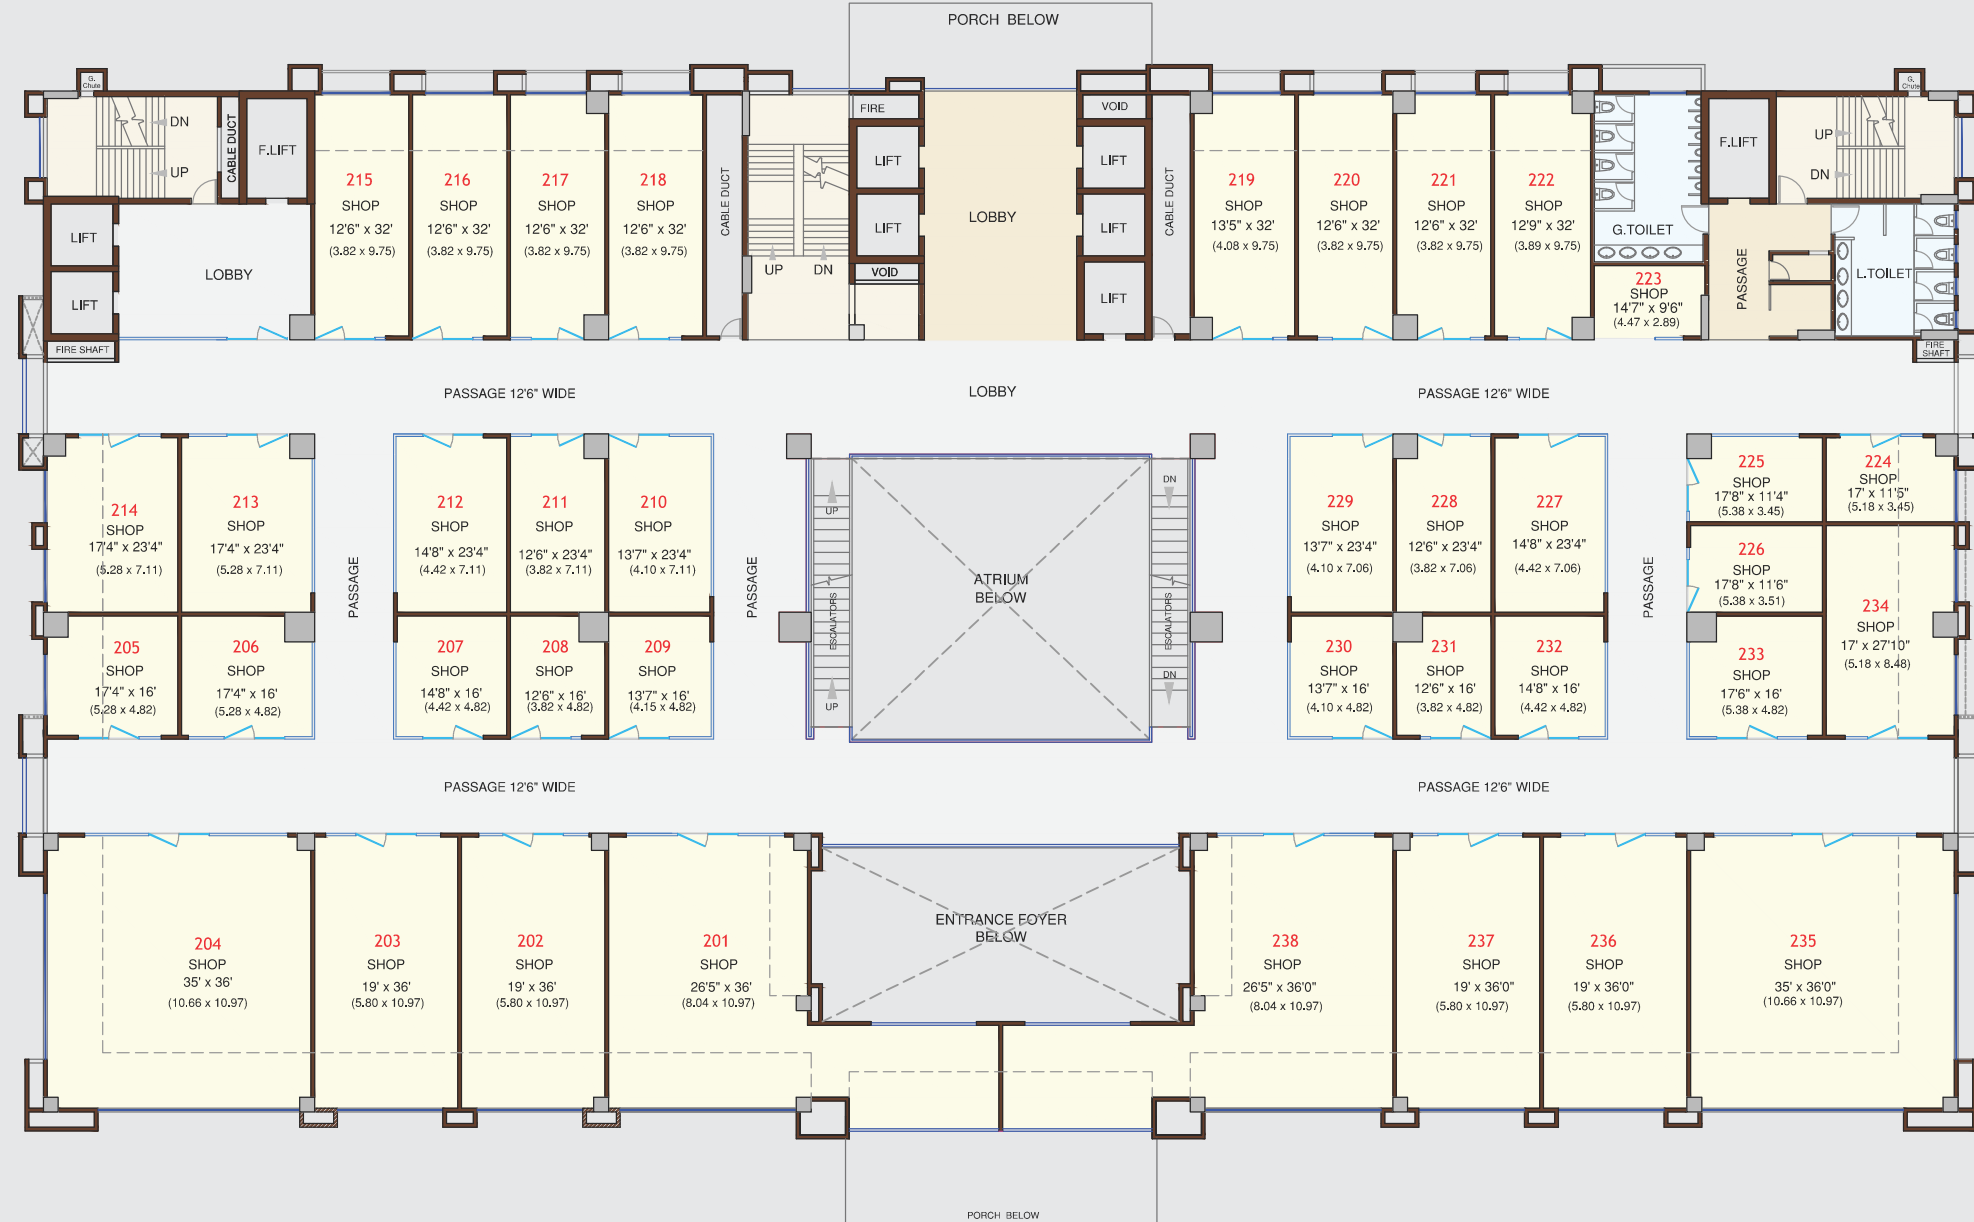 PORCH BELOW
G.
Chute
DN
UP
CABLE DUCT
F.LIFT
LIFT
LIFT
LOBBY
FIRE SHAFT
215
SHOP
12'6" x 32'
(3.82 x 9.75)
216
SHOP
12'6" x 32'
(3.82 x 9.75)
217
SHOP
12'6" x 32'
(3.82 x 9.75)
218
SHOP
12'6" x 32'
(3.82 x 9.75)
CABLE DUCT
UP
DN
FIRE
LIFT
LIFT
VOID
LOBBY
VOID
LIFT
LIFT
LIFT
CABLE DUCT
219
SHOP
13'5" x 32'
(4.08 x 9.75)
220
SHOP
12'6" x 32'
(3.82 x 9.75)
221
SHOP
12'6" x 32'
(3.82 x 9.75)
222
SHOP
12'9" x 32'
(3.89 x 9.75)
G.TOILET
223
SHOP
14'7" x 9'6"
(4.47 x 2.89)
F.LIFT
PASSAGE
G.
Chute
UP
DN
L.TOILET
FIRE
SHAFT
PASSAGE 12'6" WIDE
LOBBY
PASSAGE 12'6" WIDE
214
SHOP
17'4" x 23'4"
(5.28 x 7.11)
213
SHOP
17'4" x 23'4"
(5.28 x 7.11)
PASSAGE
212
SHOP
14'8" x 23'4"
(4.42 x 7.11)
211
SHOP
12'6" x 23'4"
(3.82 x 7.11)
210
SHOP
13'7" x 23'4"
(4.10 x 7.11)
PASSAGE
UP
ESCALATORS
UP
ATRIUM
BELOW
DN
ESCALATORS
DN
229
SHOP
13'7" x 23'4"
(4.10 x 7.06)
228
SHOP
12'6" x 23'4"
(3.82 x 7.06)
227
SHOP
14'8" x 23'4"
(4.42 x 7.06)
PASSAGE
225
SHOP
17'8" x 11'4"
(5.38 x 3.45)
224
SHOP
17' x 11'5"
(5.18 x 3.45)
226
SHOP
17'8" x 11'6"
(5.38 x 3.51)
234
SHOP
17' x 27'10"
(5.18 x 8.48)
205
SHOP
17'4" x 16'
(5.28 x 4.82)
206
SHOP
17'4" x 16'
(5.28 x 4.82)
207
SHOP
14'8" x 16'
(4.42 x 4.82)
208
SHOP
12'6" x 16'
(3.82 x 4.82)
209
SHOP
13'7" x 16'
(4.15 x 4.82)
230
SHOP
13'7" x 16'
(4.10 x 4.82)
231
SHOP
12'6" x 16'
(3.82 x 4.82)
232
SHOP
14'8" x 16'
(4.42 x 4.82)
233
SHOP
17'6" x 16'
(5.38 x 4.82)
PASSAGE 12'6" WIDE
PASSAGE 12'6" WIDE
204
SHOP
35' x 36'
(10.66 x 10.97)
203
SHOP
19' x 36'
(5.80 x 10.97)
202
SHOP
19' x 36'
(5.80 x 10.97)
201
SHOP
26'5" x 36'
(8.04 x 10.97)
ENTRANCE FOYER
BELOW
238
SHOP
26'5" x 36'0"
(8.04 x 10.97)
237
SHOP
19' x 36'0"
(5.80 x 10.97)
236
SHOP
19' x 36'0"
(5.80 x 10.97)
235
SHOP
35' x 36'0"
(10.66 x 10.97)
PORCH BELOW